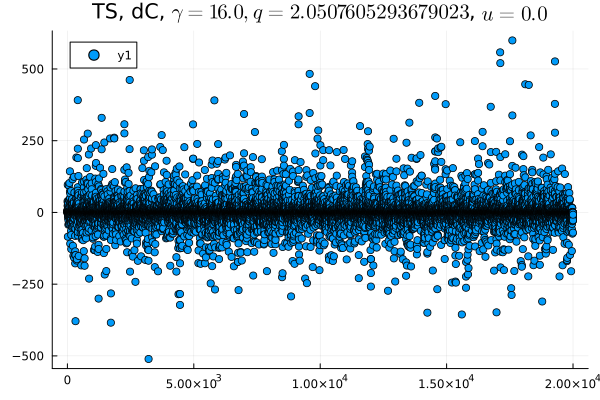 TS, dC, γ = 16.0, q = 2.0507605293679023, u = 0.0
y1
500
250
0
−250
−500
0 5.00×10³ 1.00×10⁴ 1.50×10⁴ 2.00×10⁴